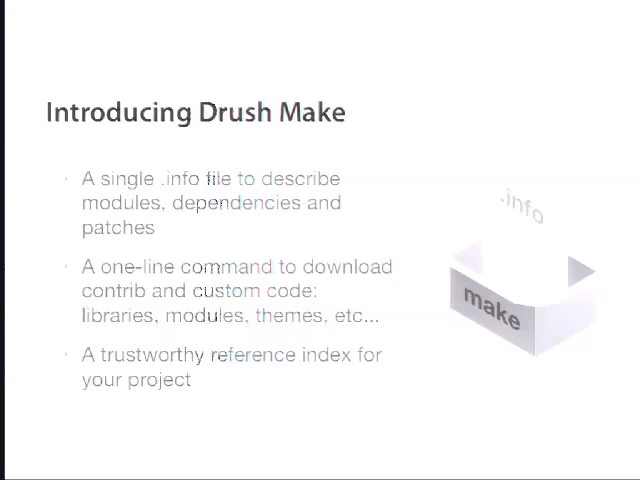 Introducing Drush Make
· A single .info file to describe
modules, dependencies and
patches
· A one-line command to download
contrib and custom code:
libraries, modules, themes, etc...
· A trustworthy reference index for
your project
.info
make